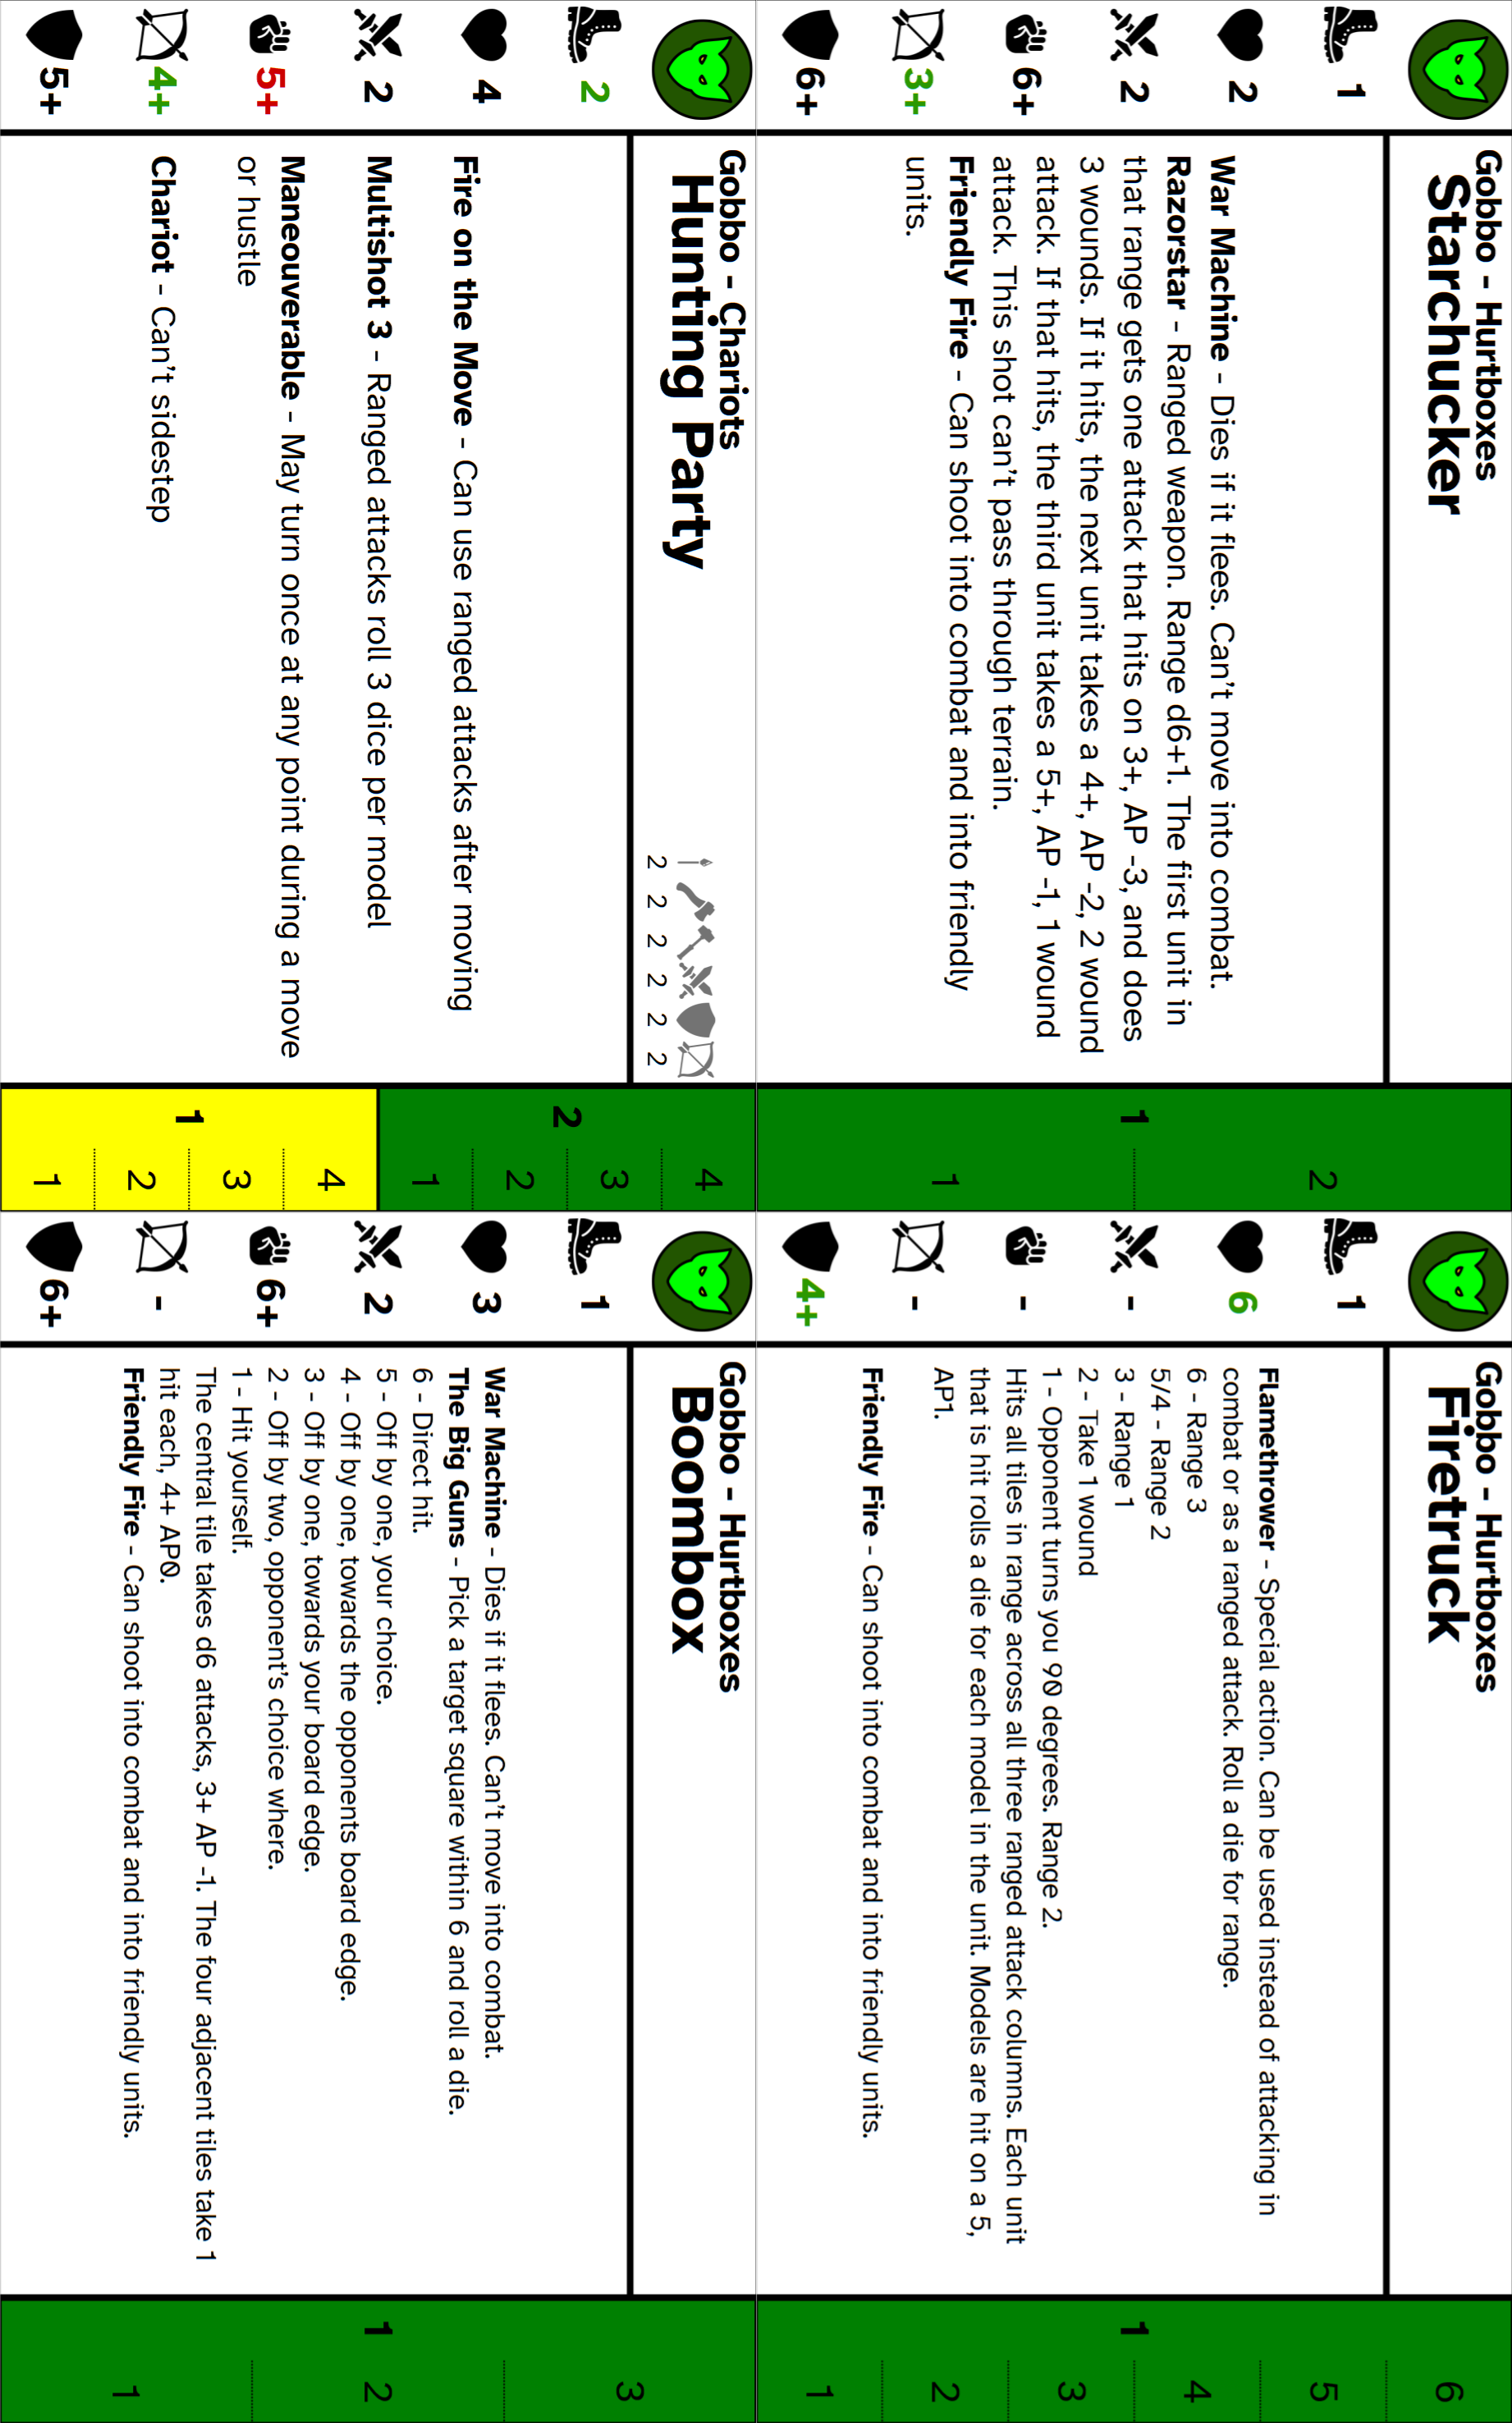 Gobbo - Hurtboxes
Starchucker
1
2
2
6+
3+
6+
War Machine - Dies if it flees. Can't move into combat.
Razorstar - Ranged weapon. Range d6+1. The first unit in
that range gets one attack that hits on 3+, AP -3, and does
3 wounds. If it hits, the next unit takes a 4+, AP -2, 2 wound
attack. If that hits, the third unit takes a 5+, AP -1, 1 wound
attack. This shot can't pass through terrain.
Friendly Fire - Can shoot into combat and into friendly
units.
1
2
1
Gobbo - Hurtboxes
Firetruck
1
6
-
-
-
4+
Flamethrower - Special action. Can be used instead of attacking in
combat or as a ranged attack. Roll a die for range.
6 - Range 3
5/4 - Range 2
3 - Range 1
2 - Take 1 wound
1 - Opponent turns you 90 degrees. Range 2.
Hits all tiles in range across all three ranged attack columns. Each unit
that is hit rolls a die for each model in the unit. Models are hit on a 5,
AP1.
Friendly Fire - Can shoot into combat and into friendly units.
1
6
5
4
3
2
1
Gobbo - Chariots
Hunting Party
2 2 2 2 2 2
2
4
2
5+
4+
5+
Fire on the Move - Can use ranged attacks after moving
Multishot 3 - Ranged attacks roll 3 dice per model
Maneouverable - May turn once at any point during a move
or hustle
Chariot - Can't sidestep
2
4
3
2
1
1
4
3
2
1
Gobbo - Hurtboxes
Boombox
1
3
2
6+
-
6+
War Machine - Dies if it flees. Can't move into combat.
The Big Guns - Pick a target square within 6 and roll a die.
6 - Direct hit.
5 - Off by one, your choice.
4 - Off by one, towards the opponents board edge.
3 - Off by one, towards your board edge.
2 - Off by two, opponent's choice where.
1 - Hit yourself.
The central tile takes d6 attacks, 3+ AP -1. The four adjacent tiles take 1
hit each, 4+ AP0.
Friendly Fire - Can shoot into combat and into friendly units.
1
3
2
1